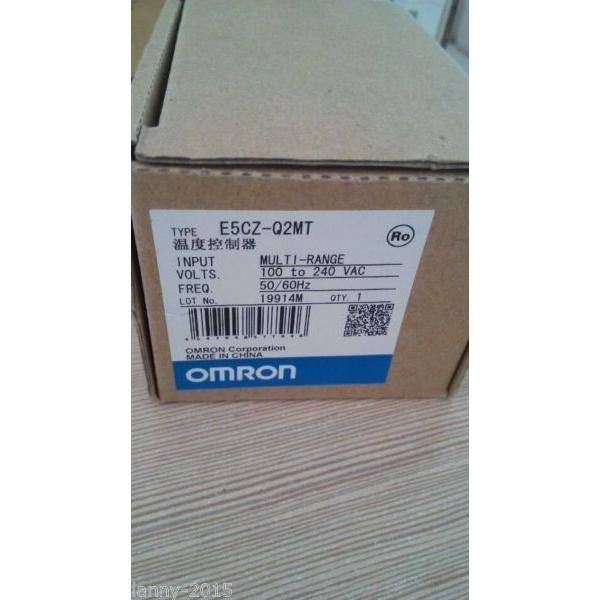 TYPE E5CZ-Q2MT
温度控制器
Ro
INPUT MULTI-RANGE
VOLTS. 100 to 240 VAC
FREQ. 50/60Hz
LOT No. 19914M QTY. 1
OMRON Corporation
MADE IN CHINA
OMRON
lanny-2015